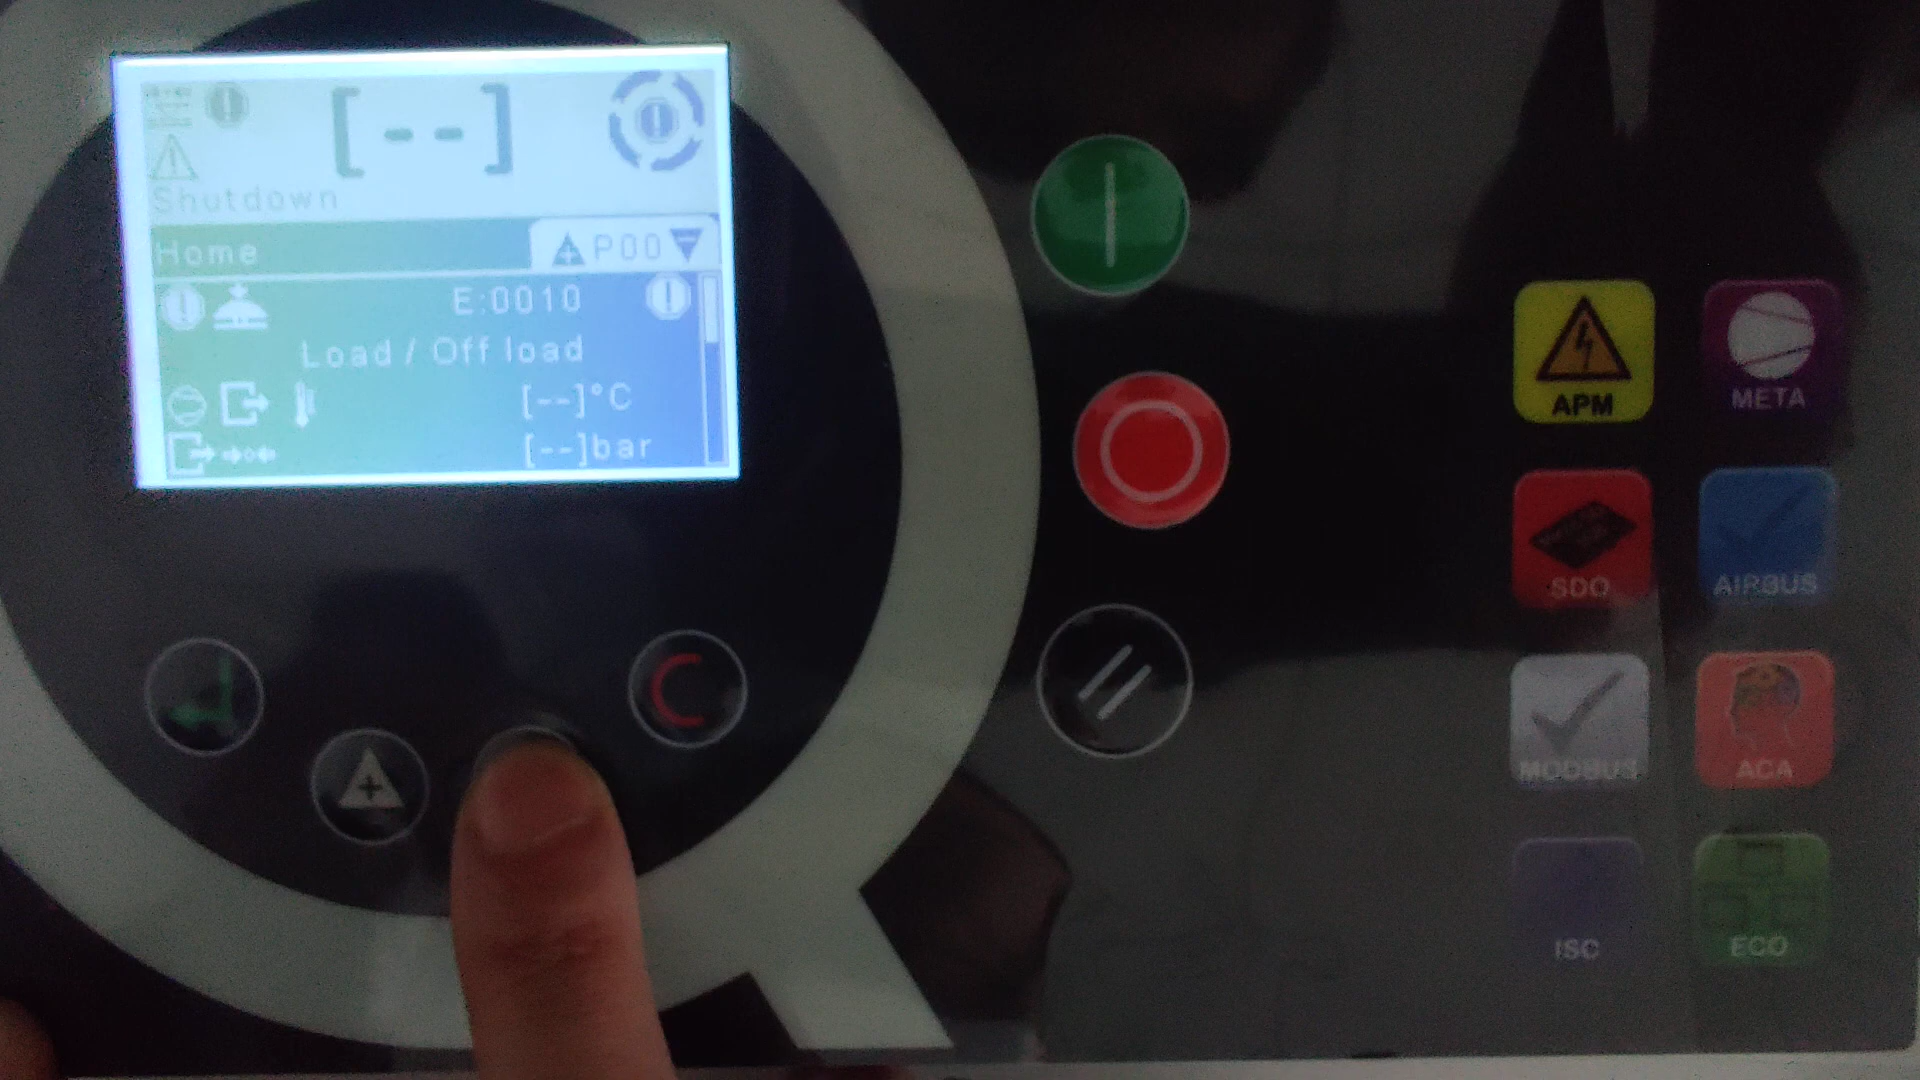 [--]
Shutdown
Home
P00
E:0010
Load / Off load
[--]°C
[--]bar
APM
META
SDO
AIRBUS
MODBUS
ACA
ISC
ECO